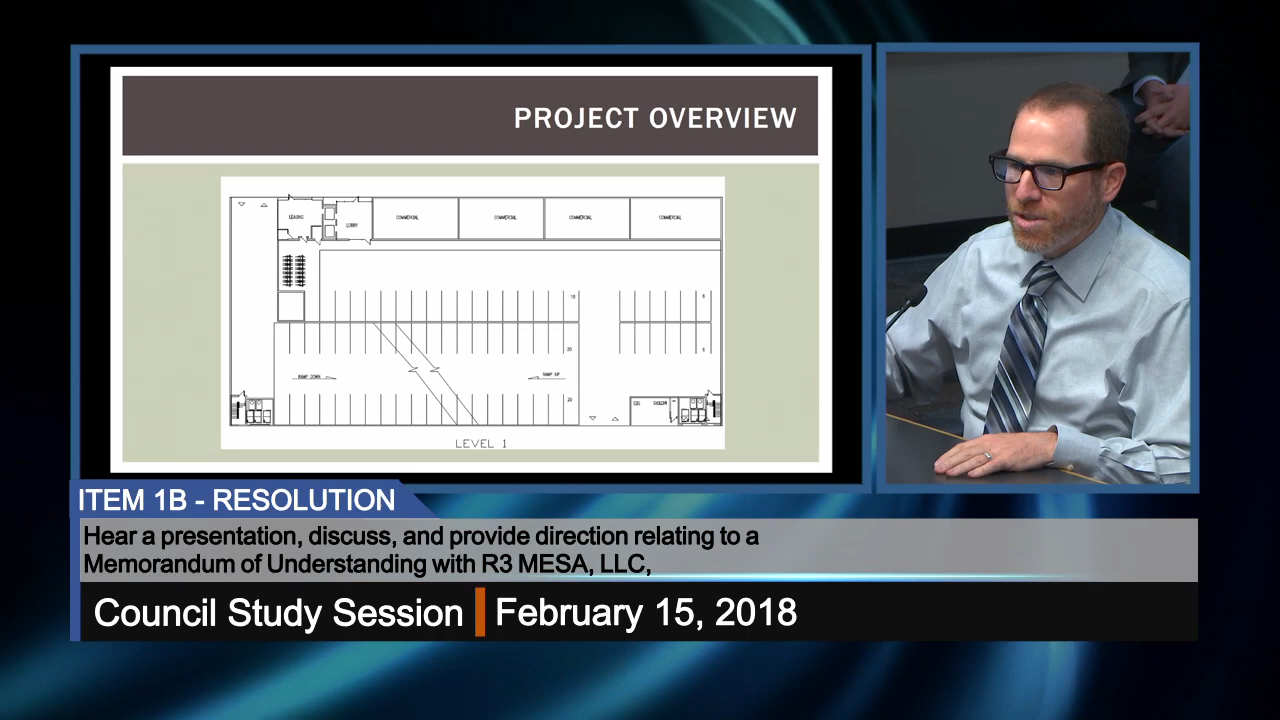 PROJECT OVERVIEW
LEASING
LOBBY
COMMERCIAL
COMMERCIAL
COMMERCIAL
COMMERCIAL
20
RAMP DOWN
RAMP UP
20
LEVEL 1
ITEM 1B - RESOLUTION
Hear a presentation, discuss, and provide direction relating to a
Memorandum of Understanding with R3 MESA, LLC,
Council Study Session
February 15, 2018